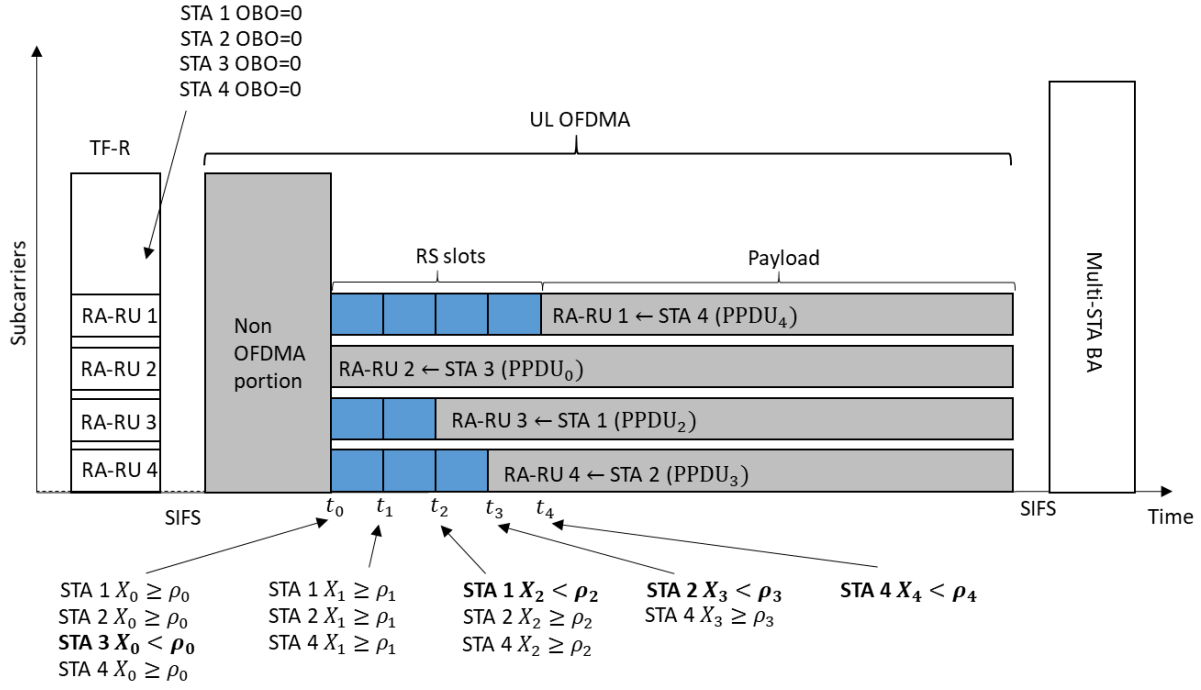 STA 1 OBO=0
STA 2 OBO=0
STA 3 OBO=0
STA 4 OBO=0
UL OFDMA
TF-R
Subcarriers
RS slots
Payload
RA-RU 1
RA-RU 2
RA-RU 3
RA-RU 4
Non
OFDMA
portion
RA-RU 1 ← STA 4 (PPDU₄)
RA-RU 2 ← STA 3 (PPDU₀)
RA-RU 3 ← STA 1 (PPDU₂)
RA-RU 4 ← STA 2 (PPDU₃)
Multi-STA BA
SIFS
t₀
t₁
t₂
t₃
t₄
SIFS
Time
STA 1 X₀ ≥ ρ₀
STA 2 X₀ ≥ ρ₀
STA 3 X₀ < ρ₀
STA 4 X₀ ≥ ρ₀
STA 1 X₁ ≥ ρ₁
STA 2 X₁ ≥ ρ₁
STA 4 X₁ ≥ ρ₁
STA 1 X₂ < ρ₂
STA 2 X₂ ≥ ρ₂
STA 4 X₂ ≥ ρ₂
STA 2 X₃ < ρ₃
STA 4 X₃ ≥ ρ₃
STA 4 X₄ < ρ₄